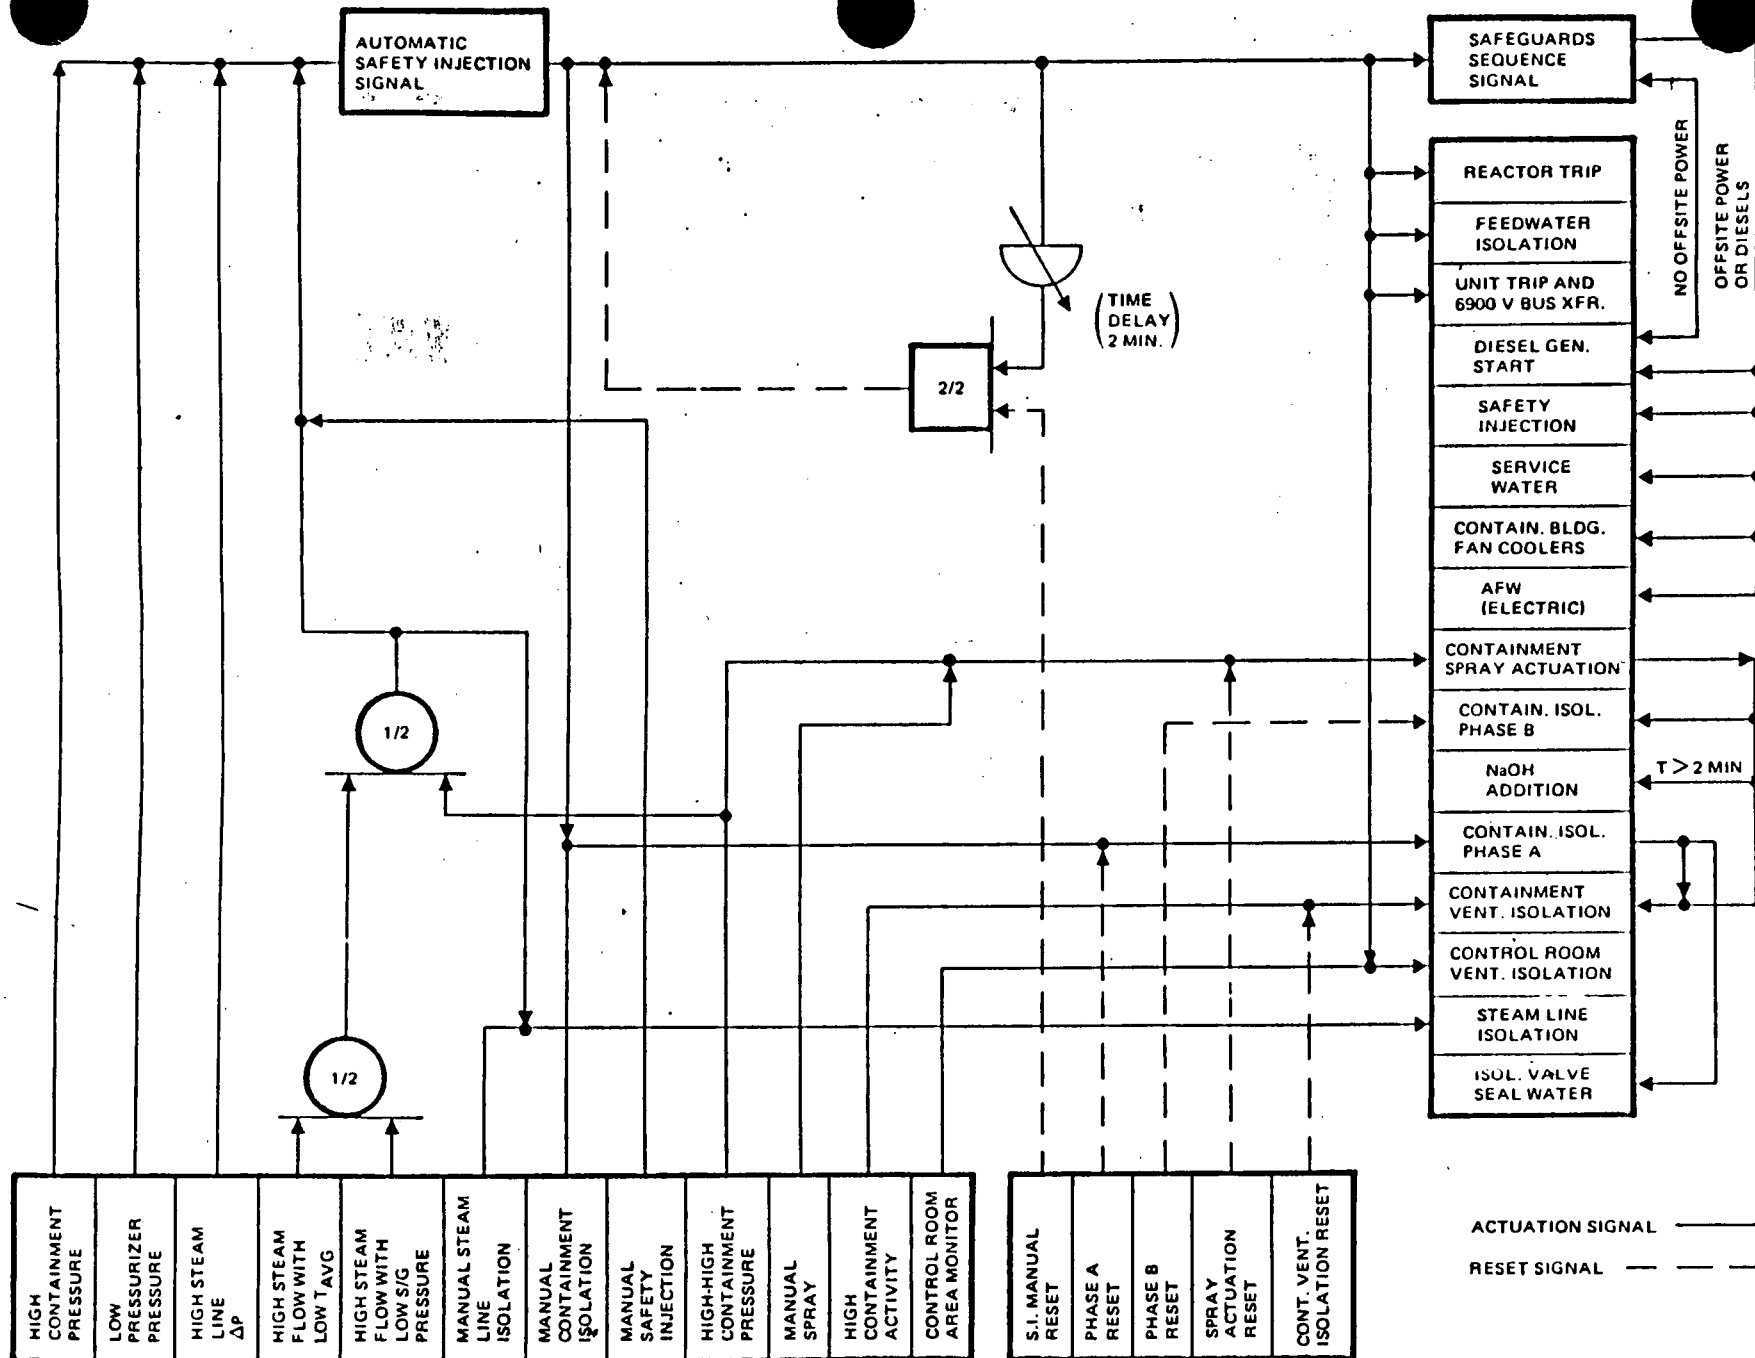 AUTOMATIC
SAFETY INJECTION
SIGNAL
SAFEGUARDS
SEQUENCE
SIGNAL
NO OFFSITE POWER
OFFSITE POWER
OR DIESELS
REACTOR TRIP
FEEDWATER
ISOLATION
UNIT TRIP AND
6900 V BUS XFR.
DIESEL GEN.
START
SAFETY
INJECTION
SERVICE
WATER
CONTAIN. BLDG.
FAN COOLERS
AFW
(ELECTRIC)
CONTAINMENT
SPRAY ACTUATION
CONTAIN. ISOL.
PHASE B
NaOH
ADDITION
T > 2 MIN
CONTAIN. ISOL.
PHASE A
CONTAINMENT
VENT. ISOLATION
CONTROL ROOM
VENT. ISOLATION
STEAM LINE
ISOLATION
ISOL. VALVE
SEAL WATER
(TIME
DELAY
2 MIN.)
2/2
1/2
1/2
HIGH
CONTAINMENT
PRESSURE
LOW
PRESSURIZER
PRESSURE
HIGH STEAM
LINE
ΔP
HIGH STEAM
FLOW WITH
LOW TAVG
HIGH STEAM
FLOW WITH
LOW S/G
PRESSURE
MANUAL STEAM
LINE
ISOLATION
MANUAL
CONTAINMENT
ISOLATION
MANUAL
SAFETY
INJECTION
HIGH-HIGH
CONTAINMENT
PRESSURE
MANUAL
SPRAY
HIGH
CONTAINMENT
ACTIVITY
CONTROL ROOM
AREA MONITOR
S.I. MANUAL
RESET
PHASE A
RESET
PHASE B
RESET
SPRAY
ACTUATION
RESET
CONT. VENT.
ISOLATION RESET
ACTUATION SIGNAL
RESET SIGNAL